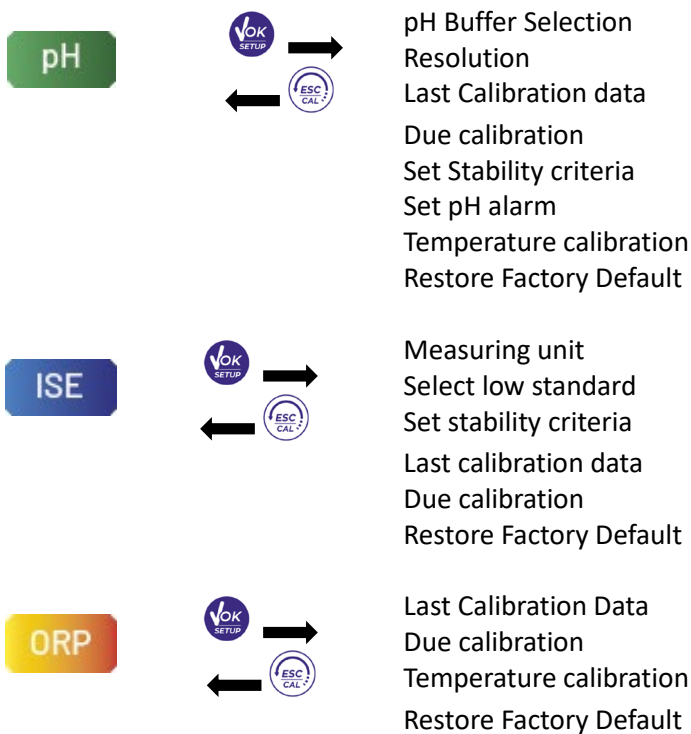 pH
√OK
SETUP
ESC
CAL
pH Buffer Selection
Resolution
Last Calibration data
Due calibration
Set Stability criteria
Set pH alarm
Temperature calibration
Restore Factory Default
ISE
√OK
SETUP
ESC
CAL
Measuring unit
Select low standard
Set stability criteria
Last calibration data
Due calibration
Restore Factory Default
ORP
√OK
SETUP
ESC
CAL
Last Calibration Data
Due calibration
Temperature calibration
Restore Factory Default